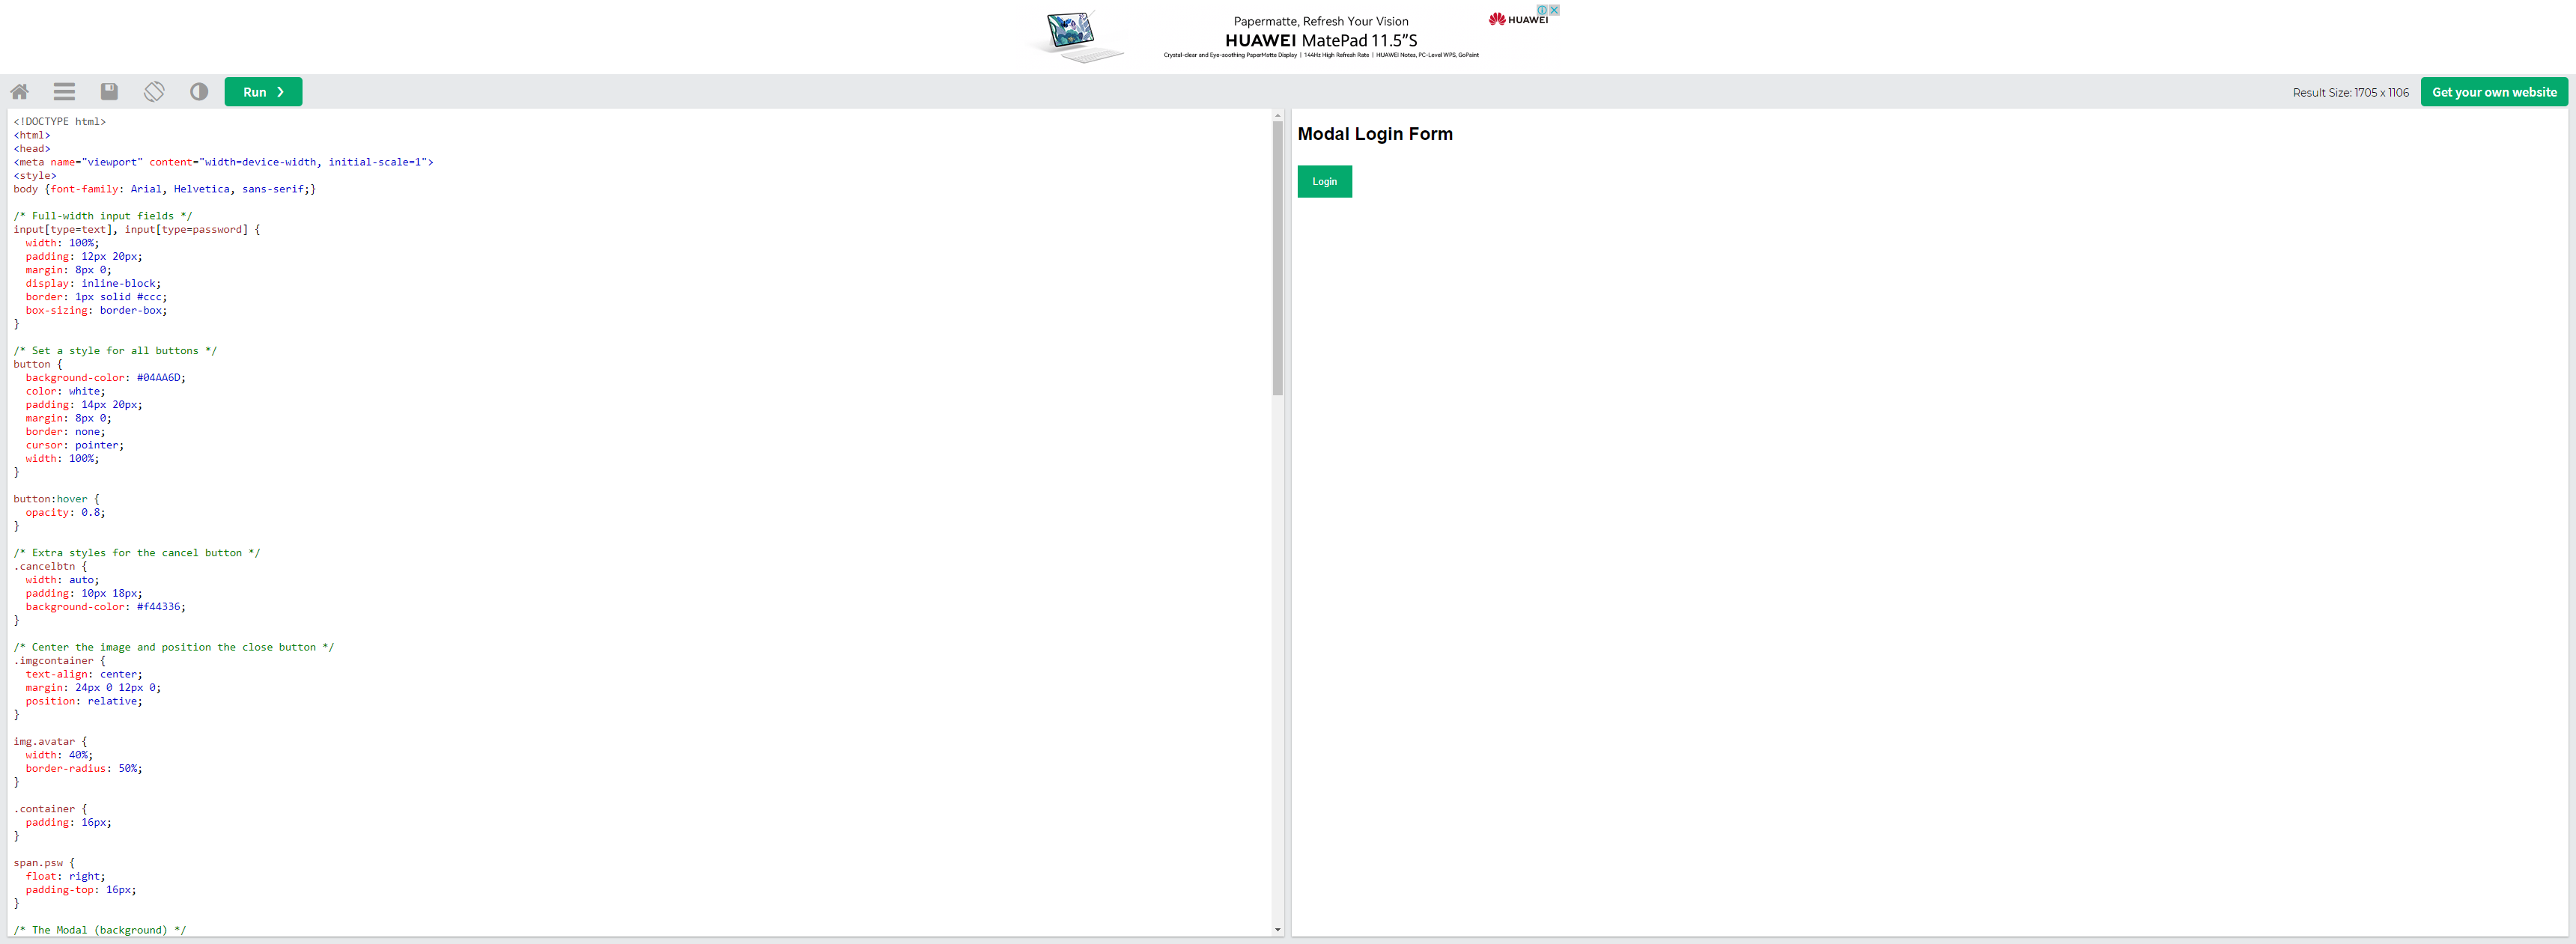 Papermatte, Refresh Your Vision
HUAWEI MatePad 11.5”S
Crystal-clear and Eye-soothing PaperMatte Display | 144Hz High Refresh Rate | HUAWEI Notes, PC-Level WPS, GoPaint
HUAWEI
Run ❯
Result Size: 1705 x 1106
Get your own website
<!DOCTYPE html>
<html>
<head>
<meta name="viewport" content="width=device-width, initial-scale=1">
<style>
body {font-family: Arial, Helvetica, sans-serif;}
/* Full-width input fields */
input[type=text], input[type=password] {
width: 100%;
padding: 12px 20px;
margin: 8px 0;
display: inline-block;
border: 1px solid #ccc;
box-sizing: border-box;
}
/* Set a style for all buttons */
button {
background-color: #04AA6D;
color: white;
padding: 14px 20px;
margin: 8px 0;
border: none;
cursor: pointer;
width: 100%;
}
button:hover {
opacity: 0.8;
}
/* Extra styles for the cancel button */
.cancelbtn {
width: auto;
padding: 10px 18px;
background-color: #f44336;
}
/* Center the image and position the close button */
.imgcontainer {
text-align: center;
margin: 24px 0 12px 0;
position: relative;
}
img.avatar {
width: 40%;
border-radius: 50%;
}
.container {
padding: 16px;
}
span.psw {
float: right;
padding-top: 16px;
}
/* The Modal (background) */
Modal Login Form
Login